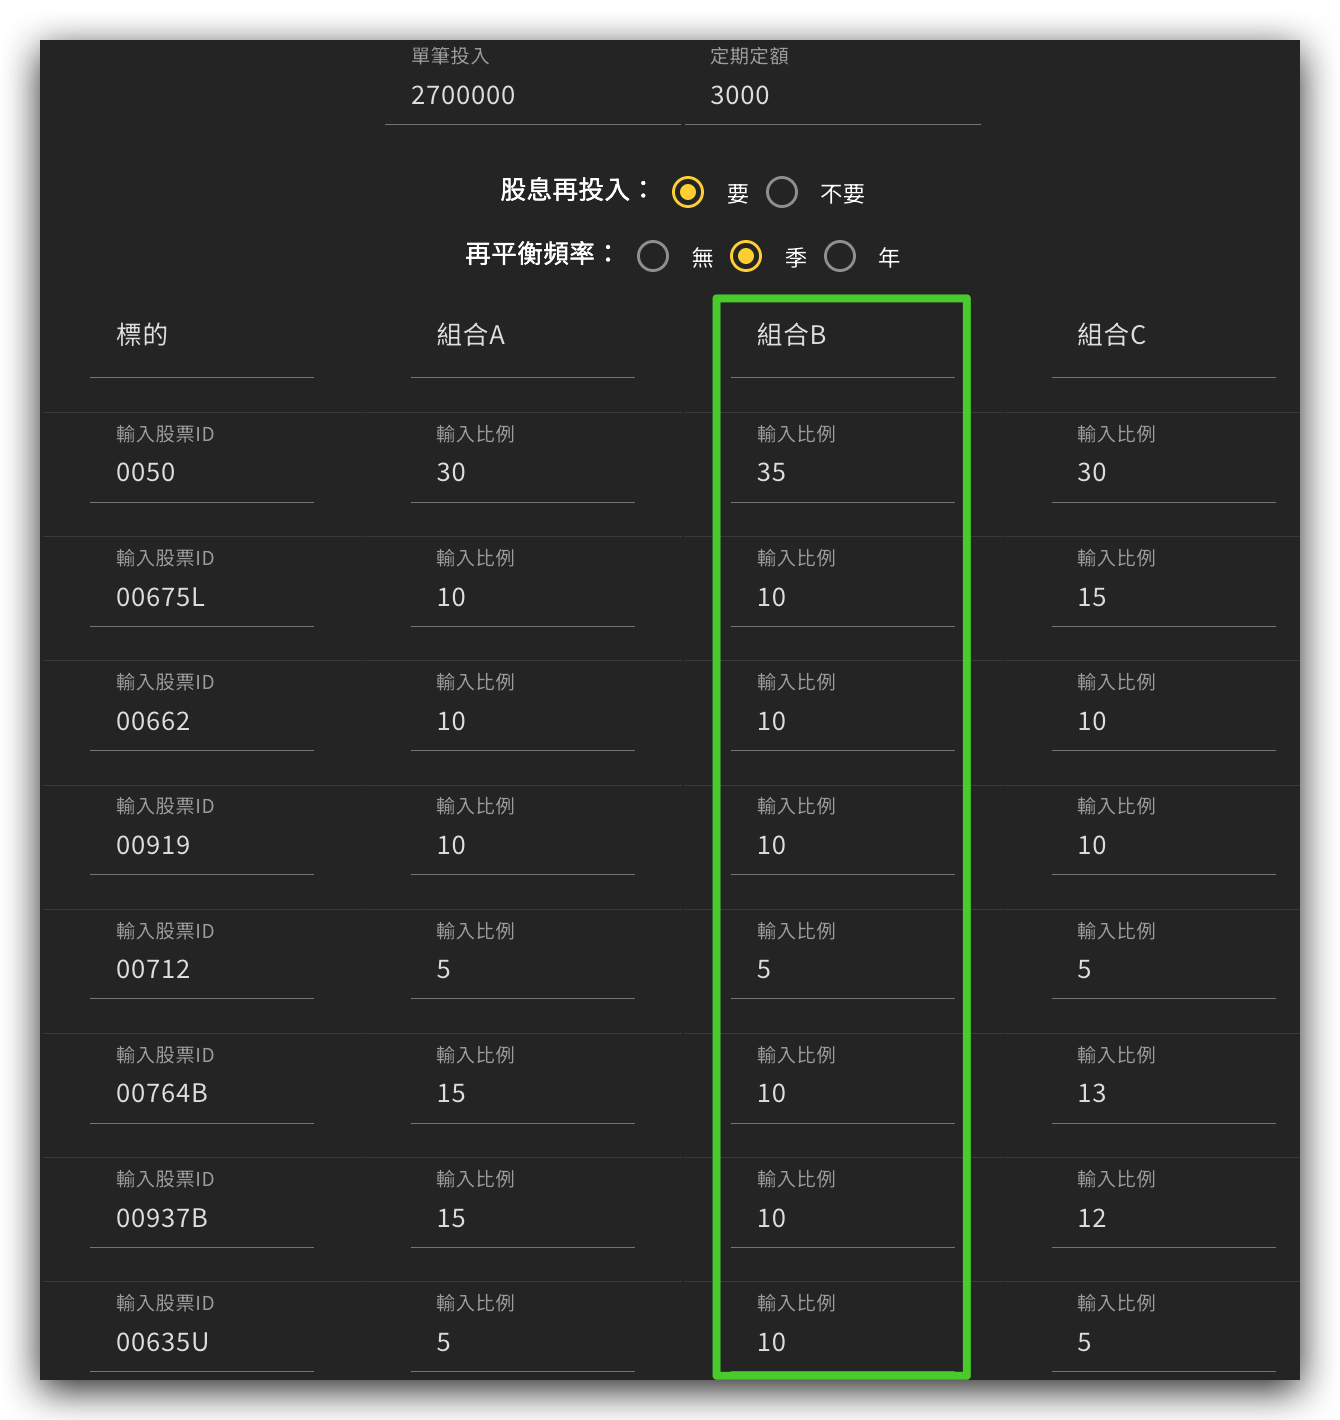 單筆投入 定期定額
2700000 3000
股息再投入： 要 不要
再平衡頻率： 無 季 年
標的 組合A 組合B 組合C
輸入股票ID 輸入比例 輸入比例 輸入比例
0050 30 35 30
輸入股票ID 輸入比例 輸入比例 輸入比例
00675L 10 10 15
輸入股票ID 輸入比例 輸入比例 輸入比例
00662 10 10 10
輸入股票ID 輸入比例 輸入比例 輸入比例
00919 10 10 10
輸入股票ID 輸入比例 輸入比例 輸入比例
00712 5 5 5
輸入股票ID 輸入比例 輸入比例 輸入比例
00764B 15 10 13
輸入股票ID 輸入比例 輸入比例 輸入比例
00937B 15 10 12
輸入股票ID 輸入比例 輸入比例 輸入比例
00635U 5 10 5